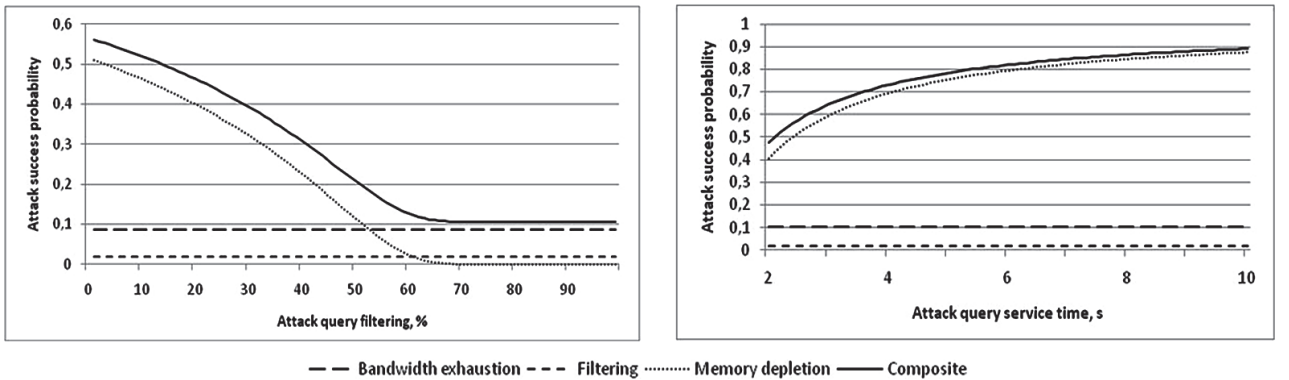 0,6
0,5
0,4
0,3
0,2
0,1
0
Attack success probability
0 10 20 30 40 50 60 70 80 90
Attack query filtering, %
1
0,9
0,8
0,7
0,6
0,5
0,4
0,3
0,2
0,1
0
Attack success probability
2 4 6 8 10
Attack query service time, s
Bandwidth exhaustion Filtering Memory depletion Composite